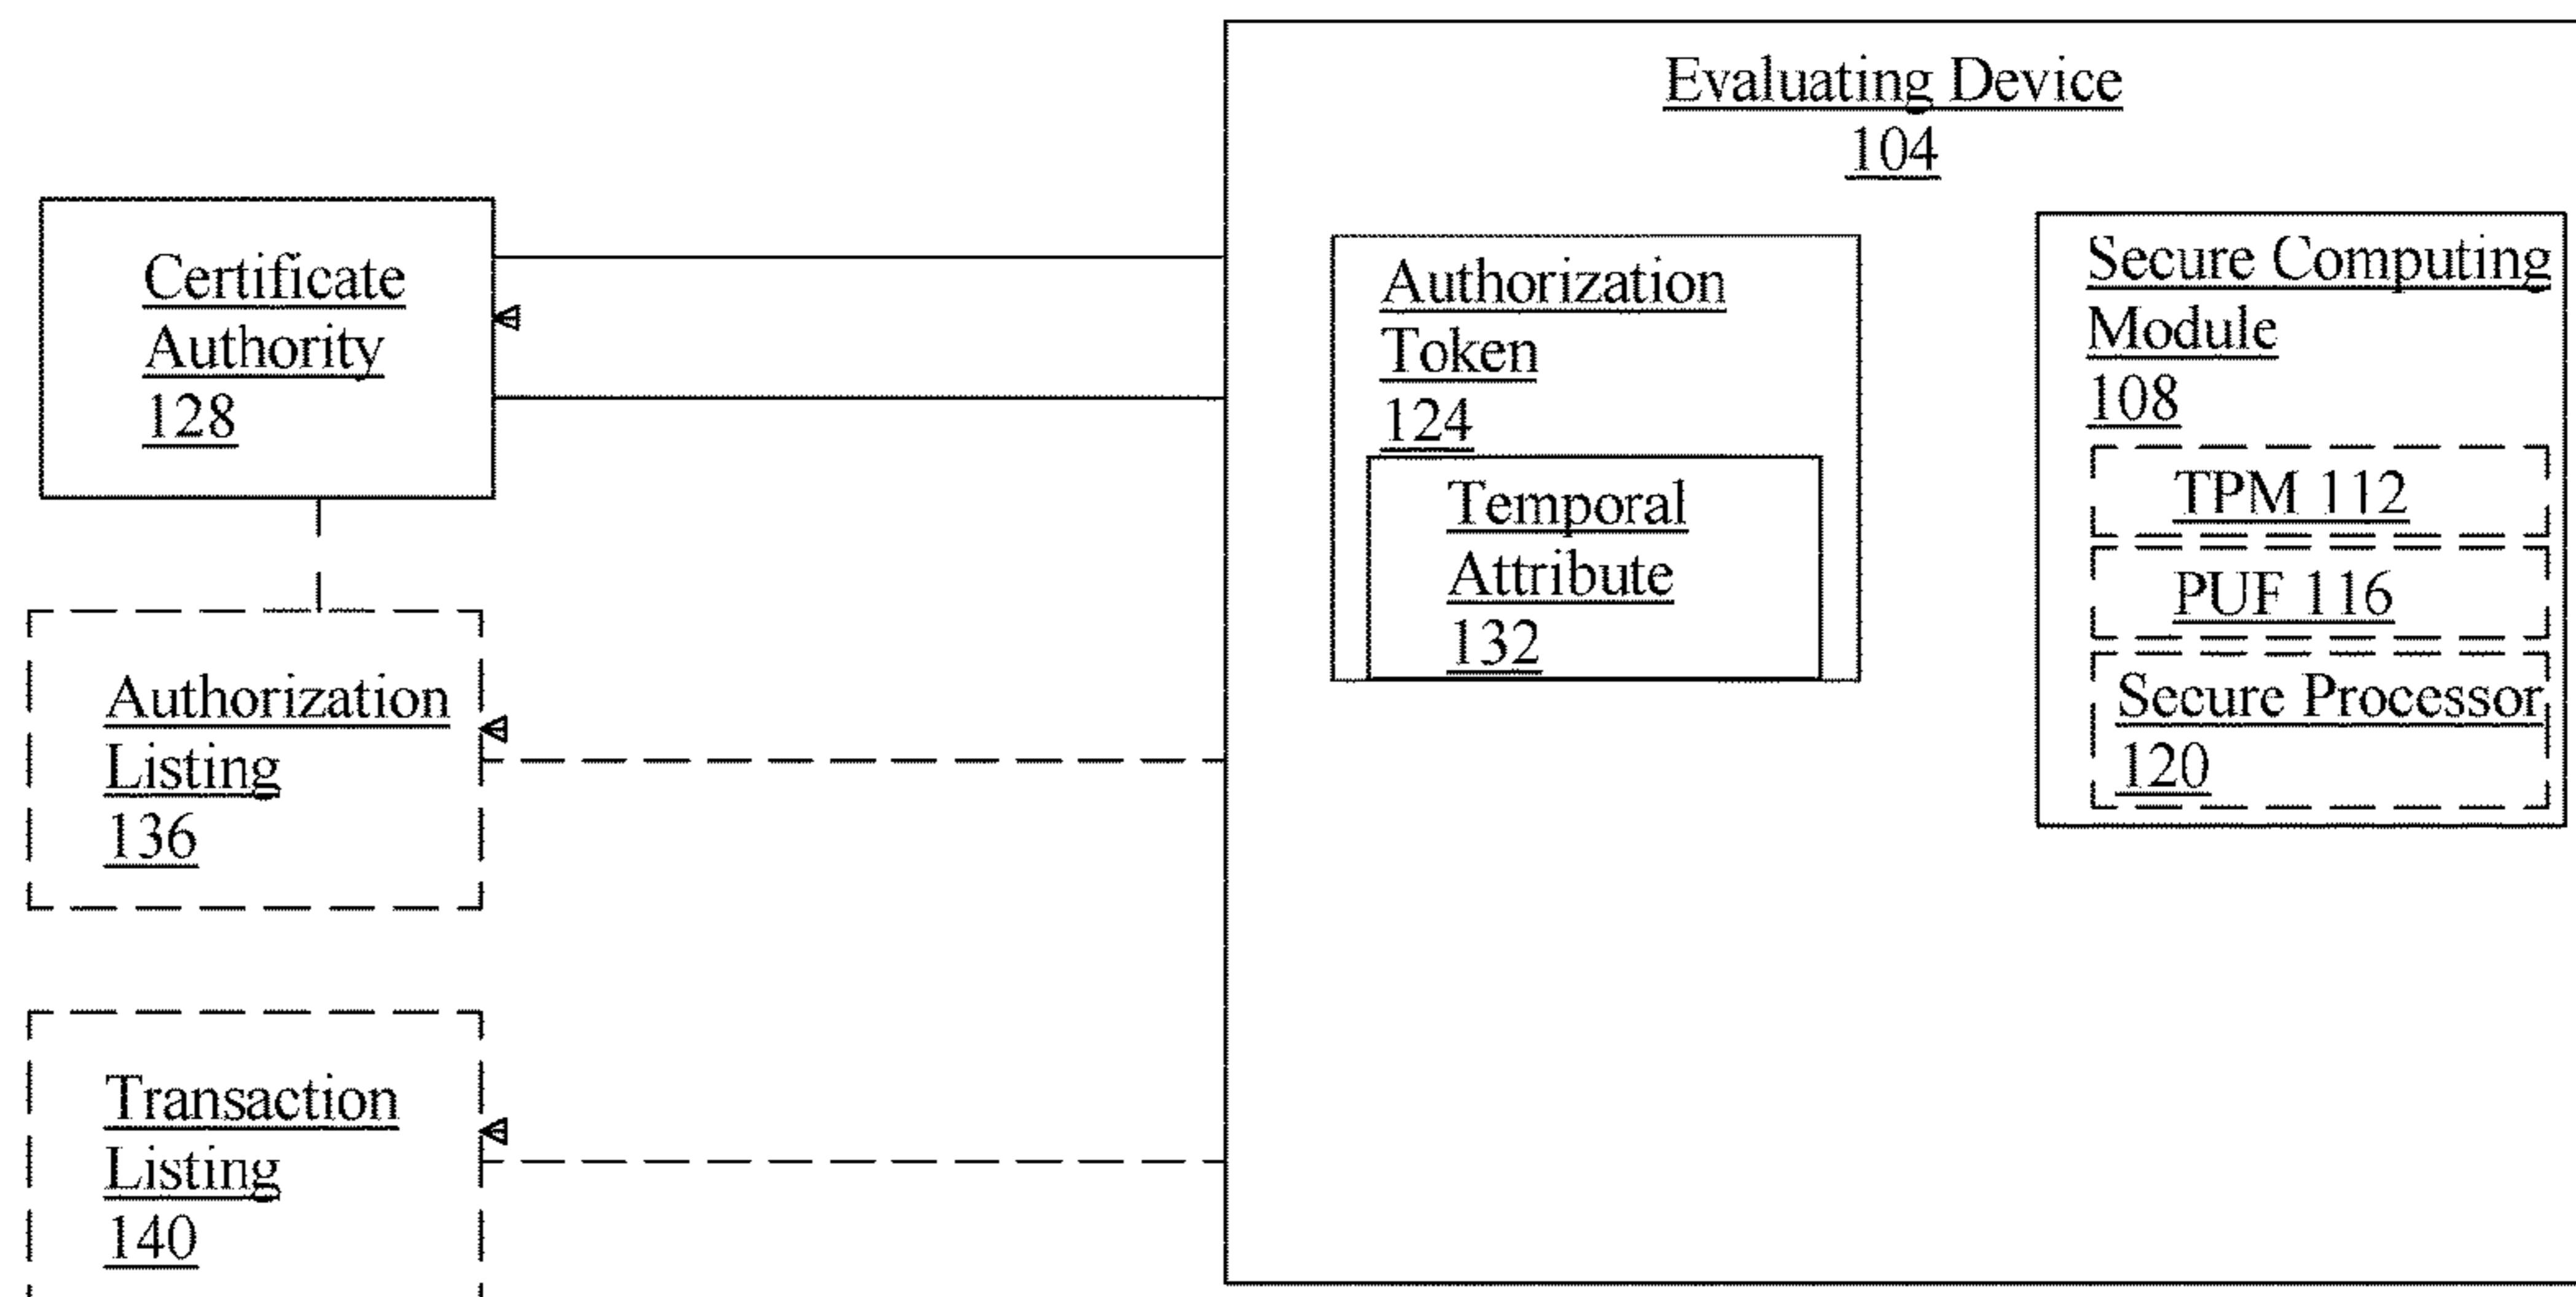 Evaluating Device
104
Certificate
Authority
128
Authorization
Token
124
Temporal
Attribute
132
Secure Computing
Module
108
TPM 112
PUF 116
Secure Processor
120
Authorization
Listing
136
Transaction
Listing
140